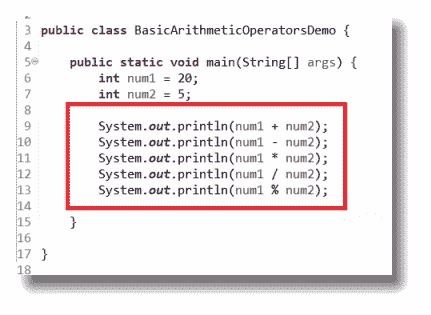 3 public class BasicArithmeticOperatorsDemo {
4
5 public static void main(String[] args) {
6 int num1 = 20;
7 int num2 = 5;
8
9 System.out.println(num1 + num2);
10 System.out.println(num1 - num2);
11 System.out.println(num1 * num2);
12 System.out.println(num1 / num2);
13 System.out.println(num1 % num2);
14
15 }
16
17 }
18